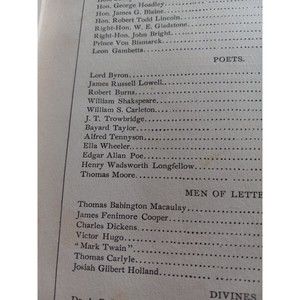 Hon. George Hoadley
Hon. James G. Blaine.
Hon. Robert Todd Lincoln.
Right-Hon. W. E. Gladstone.
Right-Hon. John Bright.
Prince Von Bismarck.
Leon Gambetta.
POETS.
Lord Byron.
James Russell Lowell.
Robert Burns.
William Shakspeare.
William S. Carleton.
J. T. Trowbridge.
Bayard Taylor.
Alfred Tennyson.
Ella Wheeler.
Edgar Allan Poe.
Henry Wadsworth Longfellow.
Thomas Moore.
MEN OF LETTE
Thomas Babington Macaulay
James Fenimore Cooper.
Charles Dickens.
Victor Hugo.
"Mark Twain"
Thomas Carlyle.
Josiah Gilbert Holland.
DIVINES